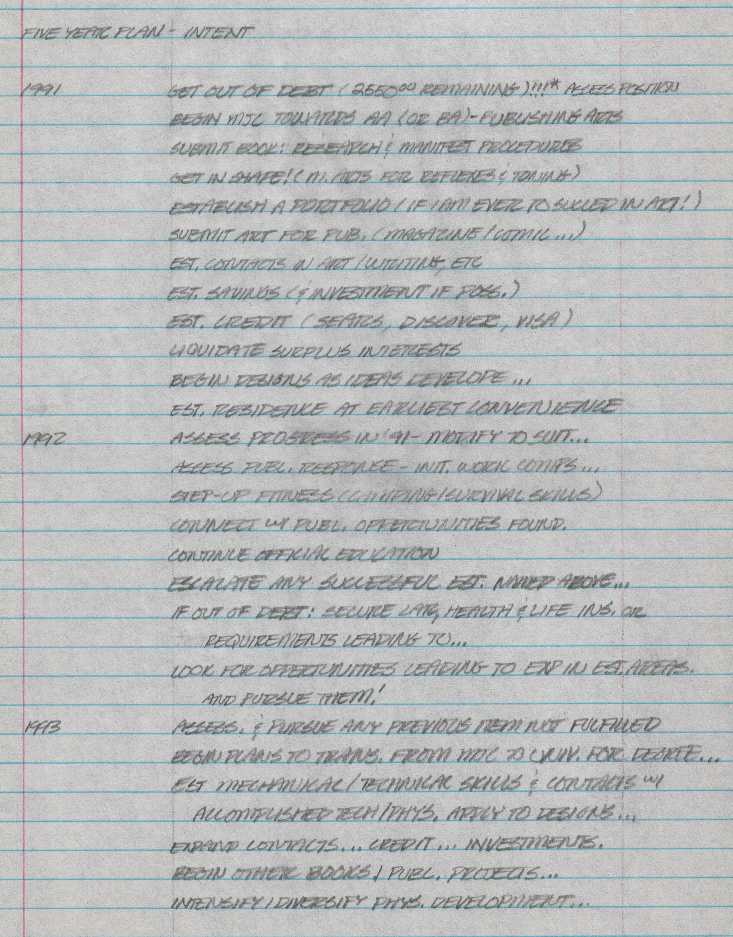 FIVE YEAR PLAN - INTENT
1991 GET OUT OF DEBT (2550.00 REMAINING)!!!* ASSESS POSITION
BEGIN MJC TOWARDS AA (OR BA) - PUBLISHING ARTS
SUBMIT BOOK: RESEARCH & MANIFEST PROCEDURES
GET IN SHAPE! (M. ARTS FOR REFLEXES & TONING)
ESTABLISH A PORTFOLIO (IF I AM EVER TO SUCCED IN ART!)
SUBMIT ART FOR PUB. (MAGAZINE/COMIC...)
EST. CONTACTS IN ART/WRITING, ETC
EST. SAVINGS (& INVESTMENT IF POSS.)
EST. CREDIT (SEARS, DISCOVER, VISA)
LIQUIDATE SURPLUS INTERESTS
BEGIN DESIGNS AS IDEAS DEVELOPE...
EST. RESIDENCE AT EARLIEST CONVENIENCE
1992 ASSESS PROGRESS IN '91 - MOTIFY TO SUIT...
ASSESS PUBL. RESPONSE - INIT. WORK COMPS...
STEP-UP FITNESS (CAMPING/SURVIVAL SKILLS)
CONNECT W/ PUBL. OPPERTUNITIES FOUND.
CONTINUE OFFICIAL EDUCATION
ESCALATE ANY SUCCESSFUL EST. NAMED ABOVE...
IF OUT OF DEBT: SECURE CAR, HEALTH & LIFE INS. OR
REQUIREMENTS LEADING TO...
LOOK FOR OPPERTUNITIES LEADING TO EXP IN EST. AREAS.
AND PURSUE THEM!
1993 ASSESS. & PURSUE ANY PREVIOUS ITEM NOT FULFILLED
BEGIN PLANS TO TRANS. FROM MJC TO UNIV. FOR DEGREE...
EST MECHANICAL/TECHNICAL SKILLS & CONTACTS W/
ACCOMPLISHED TECH/PHYS. APPLY TO DESIGNS...
EXPAND CONTACTS... CREDIT... INVESTMENTS.
BEGIN OTHER BOOKS/PUBL. PROJECTS...
INTENSIFY/DIVERSIFY PHYS. DEVELOPMENT...